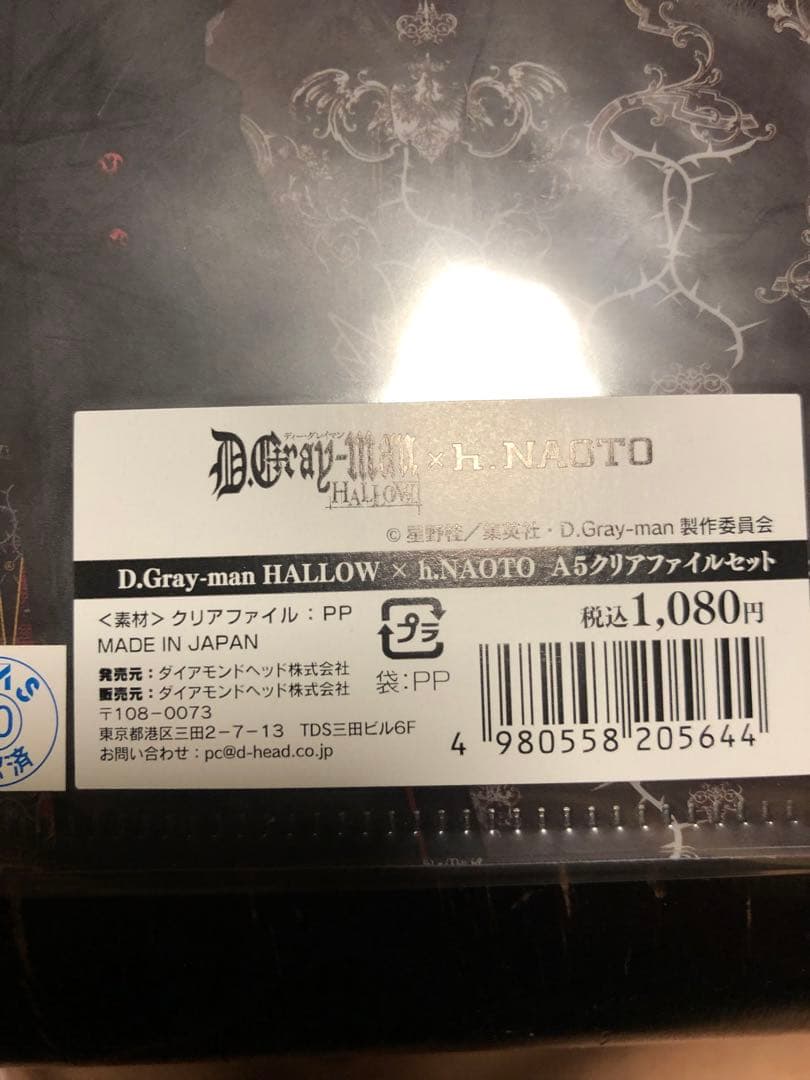 ディー・グレイマン
D.Gray-man × h.NAOTO
HALLOW
© 星野桂／集英社・D.Gray-man 製作委員会
D.Gray-man HALLOW × h.NAOTO A5クリアファイルセット
＜素材＞クリアファイル：PP
MADE IN JAPAN
発売元：ダイアモンドヘッド株式会社
販売元：ダイアモンドヘッド株式会社
〒108-0073
東京都港区三田2-7-13 TDS三田ビル6F
お問い合わせ：pc@d-head.co.jp
プラ
袋：PP
税込1,080円
4 980558 205644
済